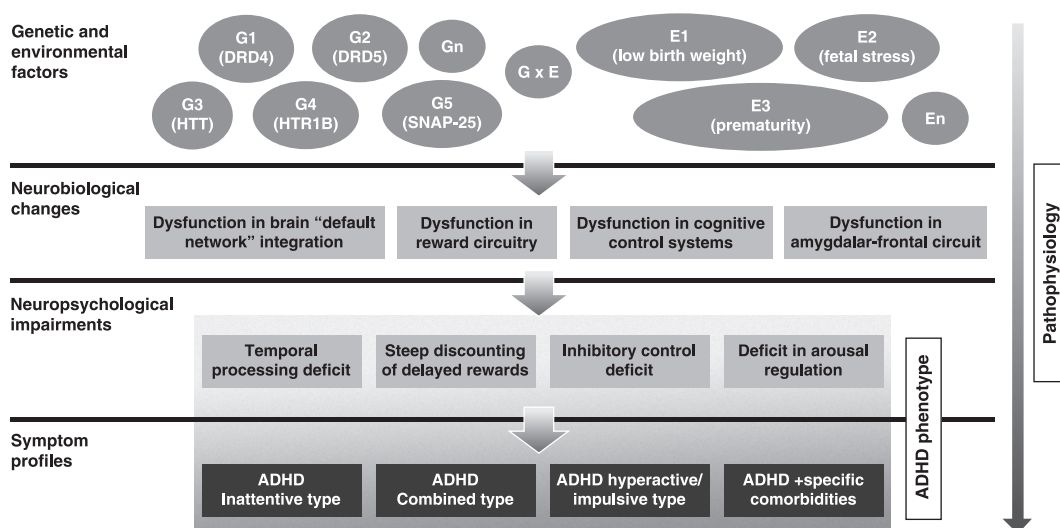 Genetic and
environmental
factors
G1
(DRD4)
G2
(DRD5)
Gn
G x E
E1
(low birth weight)
E2
(fetal stress)
G3
(HTT)
G4
(HTR1B)
G5
(SNAP-25)
E3
(prematurity)
En
Neurobiological
changes
Dysfunction in brain “default
network” integration
Dysfunction in
reward circuitry
Dysfunction in cognitive
control systems
Dysfunction in
amygdalar-frontal circuit
Neuropsychological
impairments
Temporal
processing deficit
Steep discounting
of delayed rewards
Inhibitory control
deficit
Deficit in arousal
regulation
Symptom
profiles
ADHD
Inattentive type
ADHD
Combined type
ADHD hyperactive/
impulsive type
ADHD +specific
comorbidities
ADHD phenotype
Pathophysiology